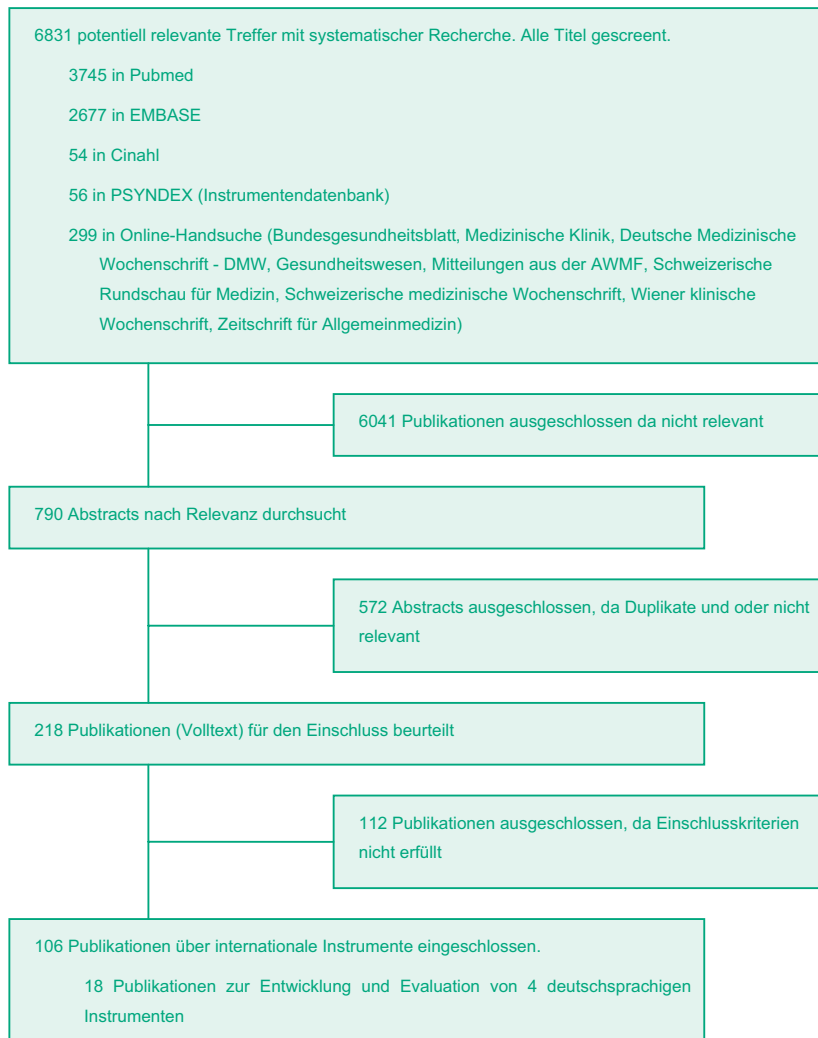 6831 potentiell relevante Treffer mit systematischer Recherche. Alle Titel gescreent.
3745 in Pubmed
2677 in EMBASE
54 in Cinahl
56 in PSYNDEX (Instrumentendatenbank)
299 in Online-Handsuche (Bundesgesundheitsblatt, Medizinische Klinik, Deutsche Medizinische
Wochenschrift - DMW, Gesundheitswesen, Mitteilungen aus der AWMF, Schweizerische
Rundschau für Medizin, Schweizerische medizinische Wochenschrift, Wiener klinische
Wochenschrift, Zeitschrift für Allgemeinmedizin)
6041 Publikationen ausgeschlossen da nicht relevant
790 Abstracts nach Relevanz durchsucht
572 Abstracts ausgeschlossen, da Duplikate und oder nicht
relevant
218 Publikationen (Volltext) für den Einschluss beurteilt
112 Publikationen ausgeschlossen, da Einschlusskriterien
nicht erfüllt
106 Publikationen über internationale Instrumente eingeschlossen.
18 Publikationen zur Entwicklung und Evaluation von 4 deutschsprachigen
Instrumenten